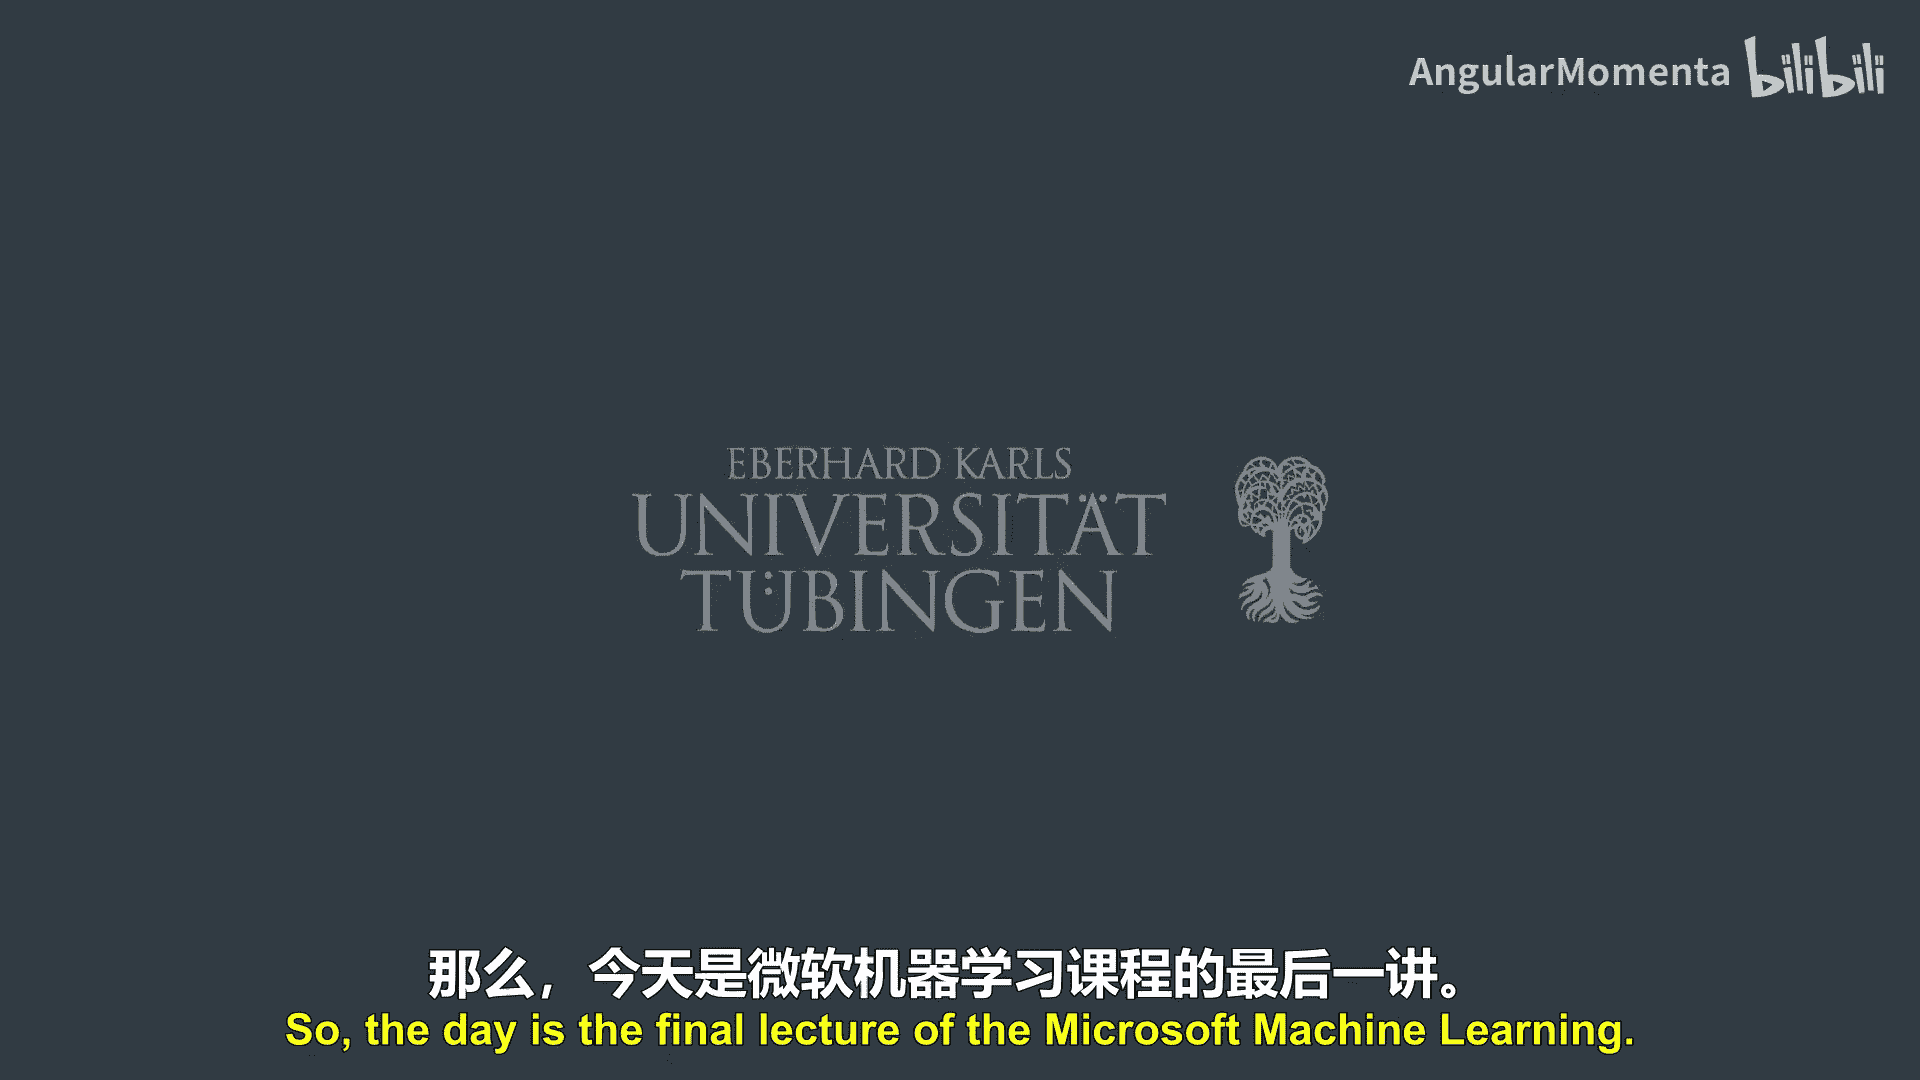 AngularMomenta bilibili
EBERHARD KARLS
UNIVERSITÄT
TÜBINGEN
那么，今天是微软机器学习课程的最后一讲。
So, the day is the final lecture of the Microsoft Machine Learning.